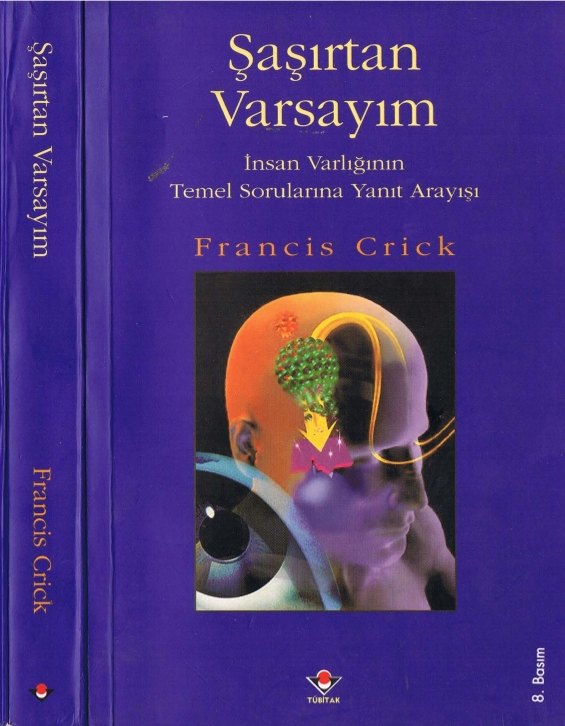 Şaşırtan Varsayım
Francis Crick
Şaşırtan
Varsayım
İnsan Varlığının
Temel Sorularına Yanıt Arayışı
Francis Crick
TÜBİTAK
8. Basım